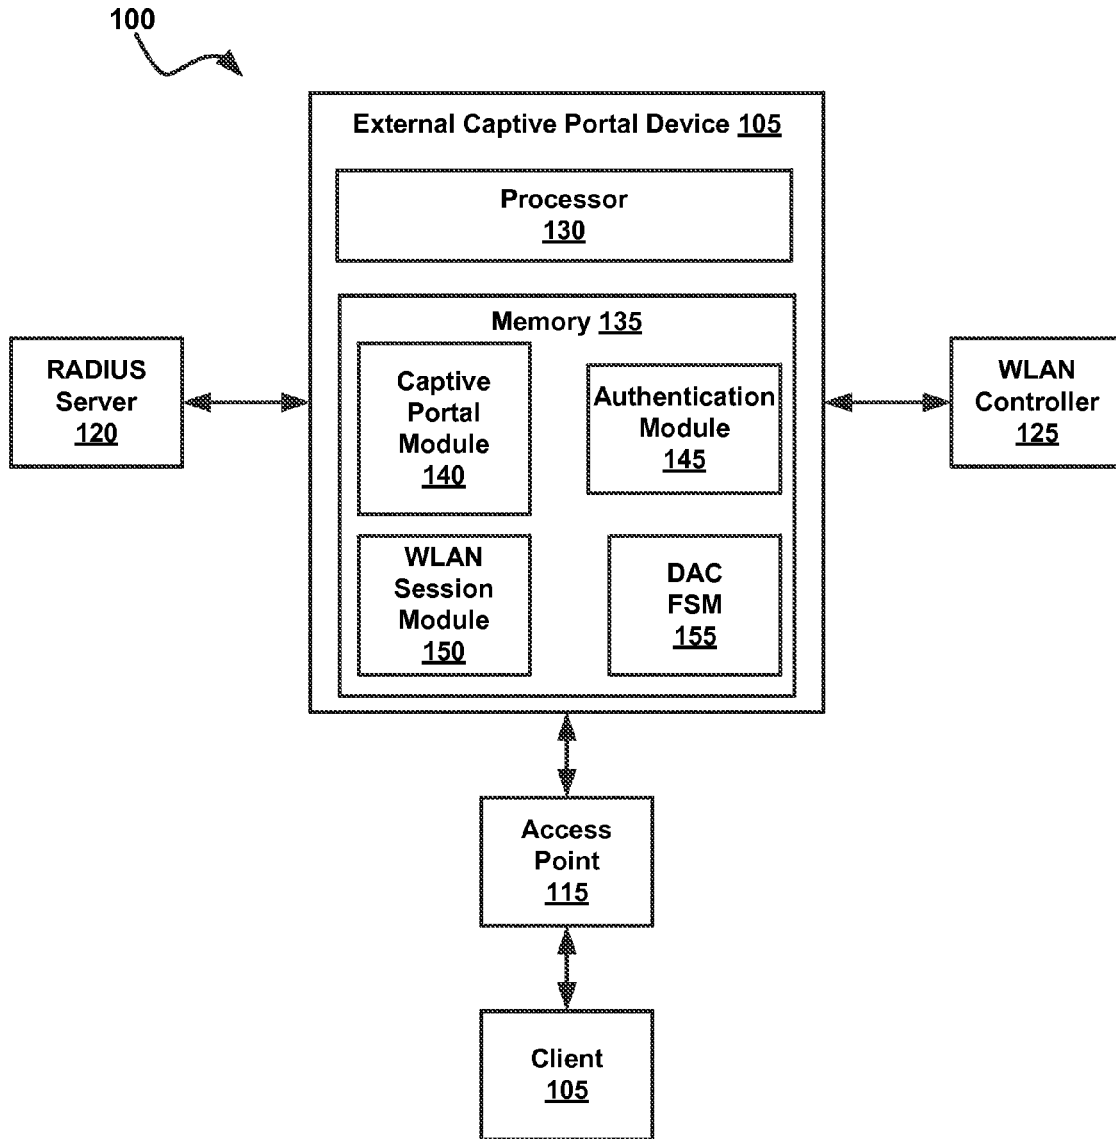 100
External Captive Portal Device 105
Processor
130
Memory 135
RADIUS
Server
120
Captive
Portal
Module
140
Authentication
Module
145
WLAN
Controller
125
WLAN
Session
Module
150
DAC
FSM
155
Access
Point
115
Client
105